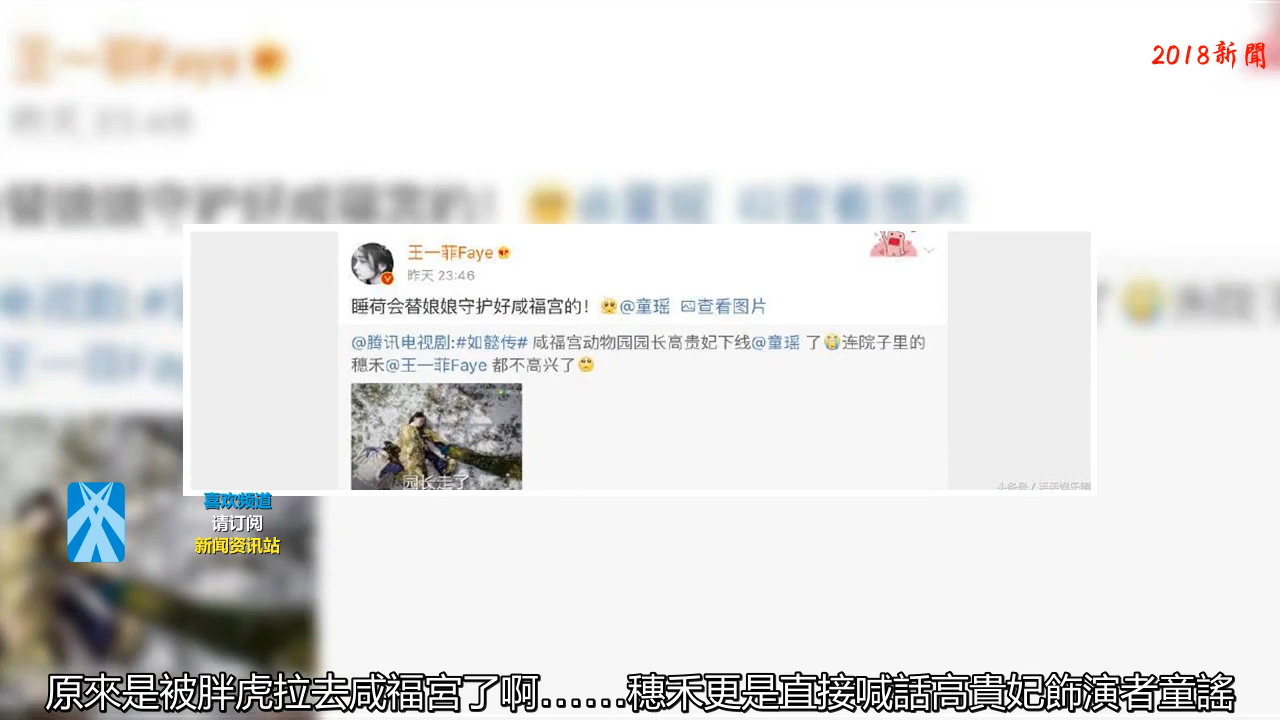 2018新聞
王一菲Faye
昨天 23:46
睡荷会替娘娘守护好咸福宫的！@童瑶 查看图片
@腾讯电视剧:#如懿传# 咸福宫动物园园长高贵妃下线@童瑶 了连院子里的
穗禾@王一菲Faye 都不高兴了
园长走了
喜欢频道
请订阅
新闻资讯站
原來是被胖虎拉去咸福宮了啊……穗禾更是直接喊話高貴妃飾演者童謠